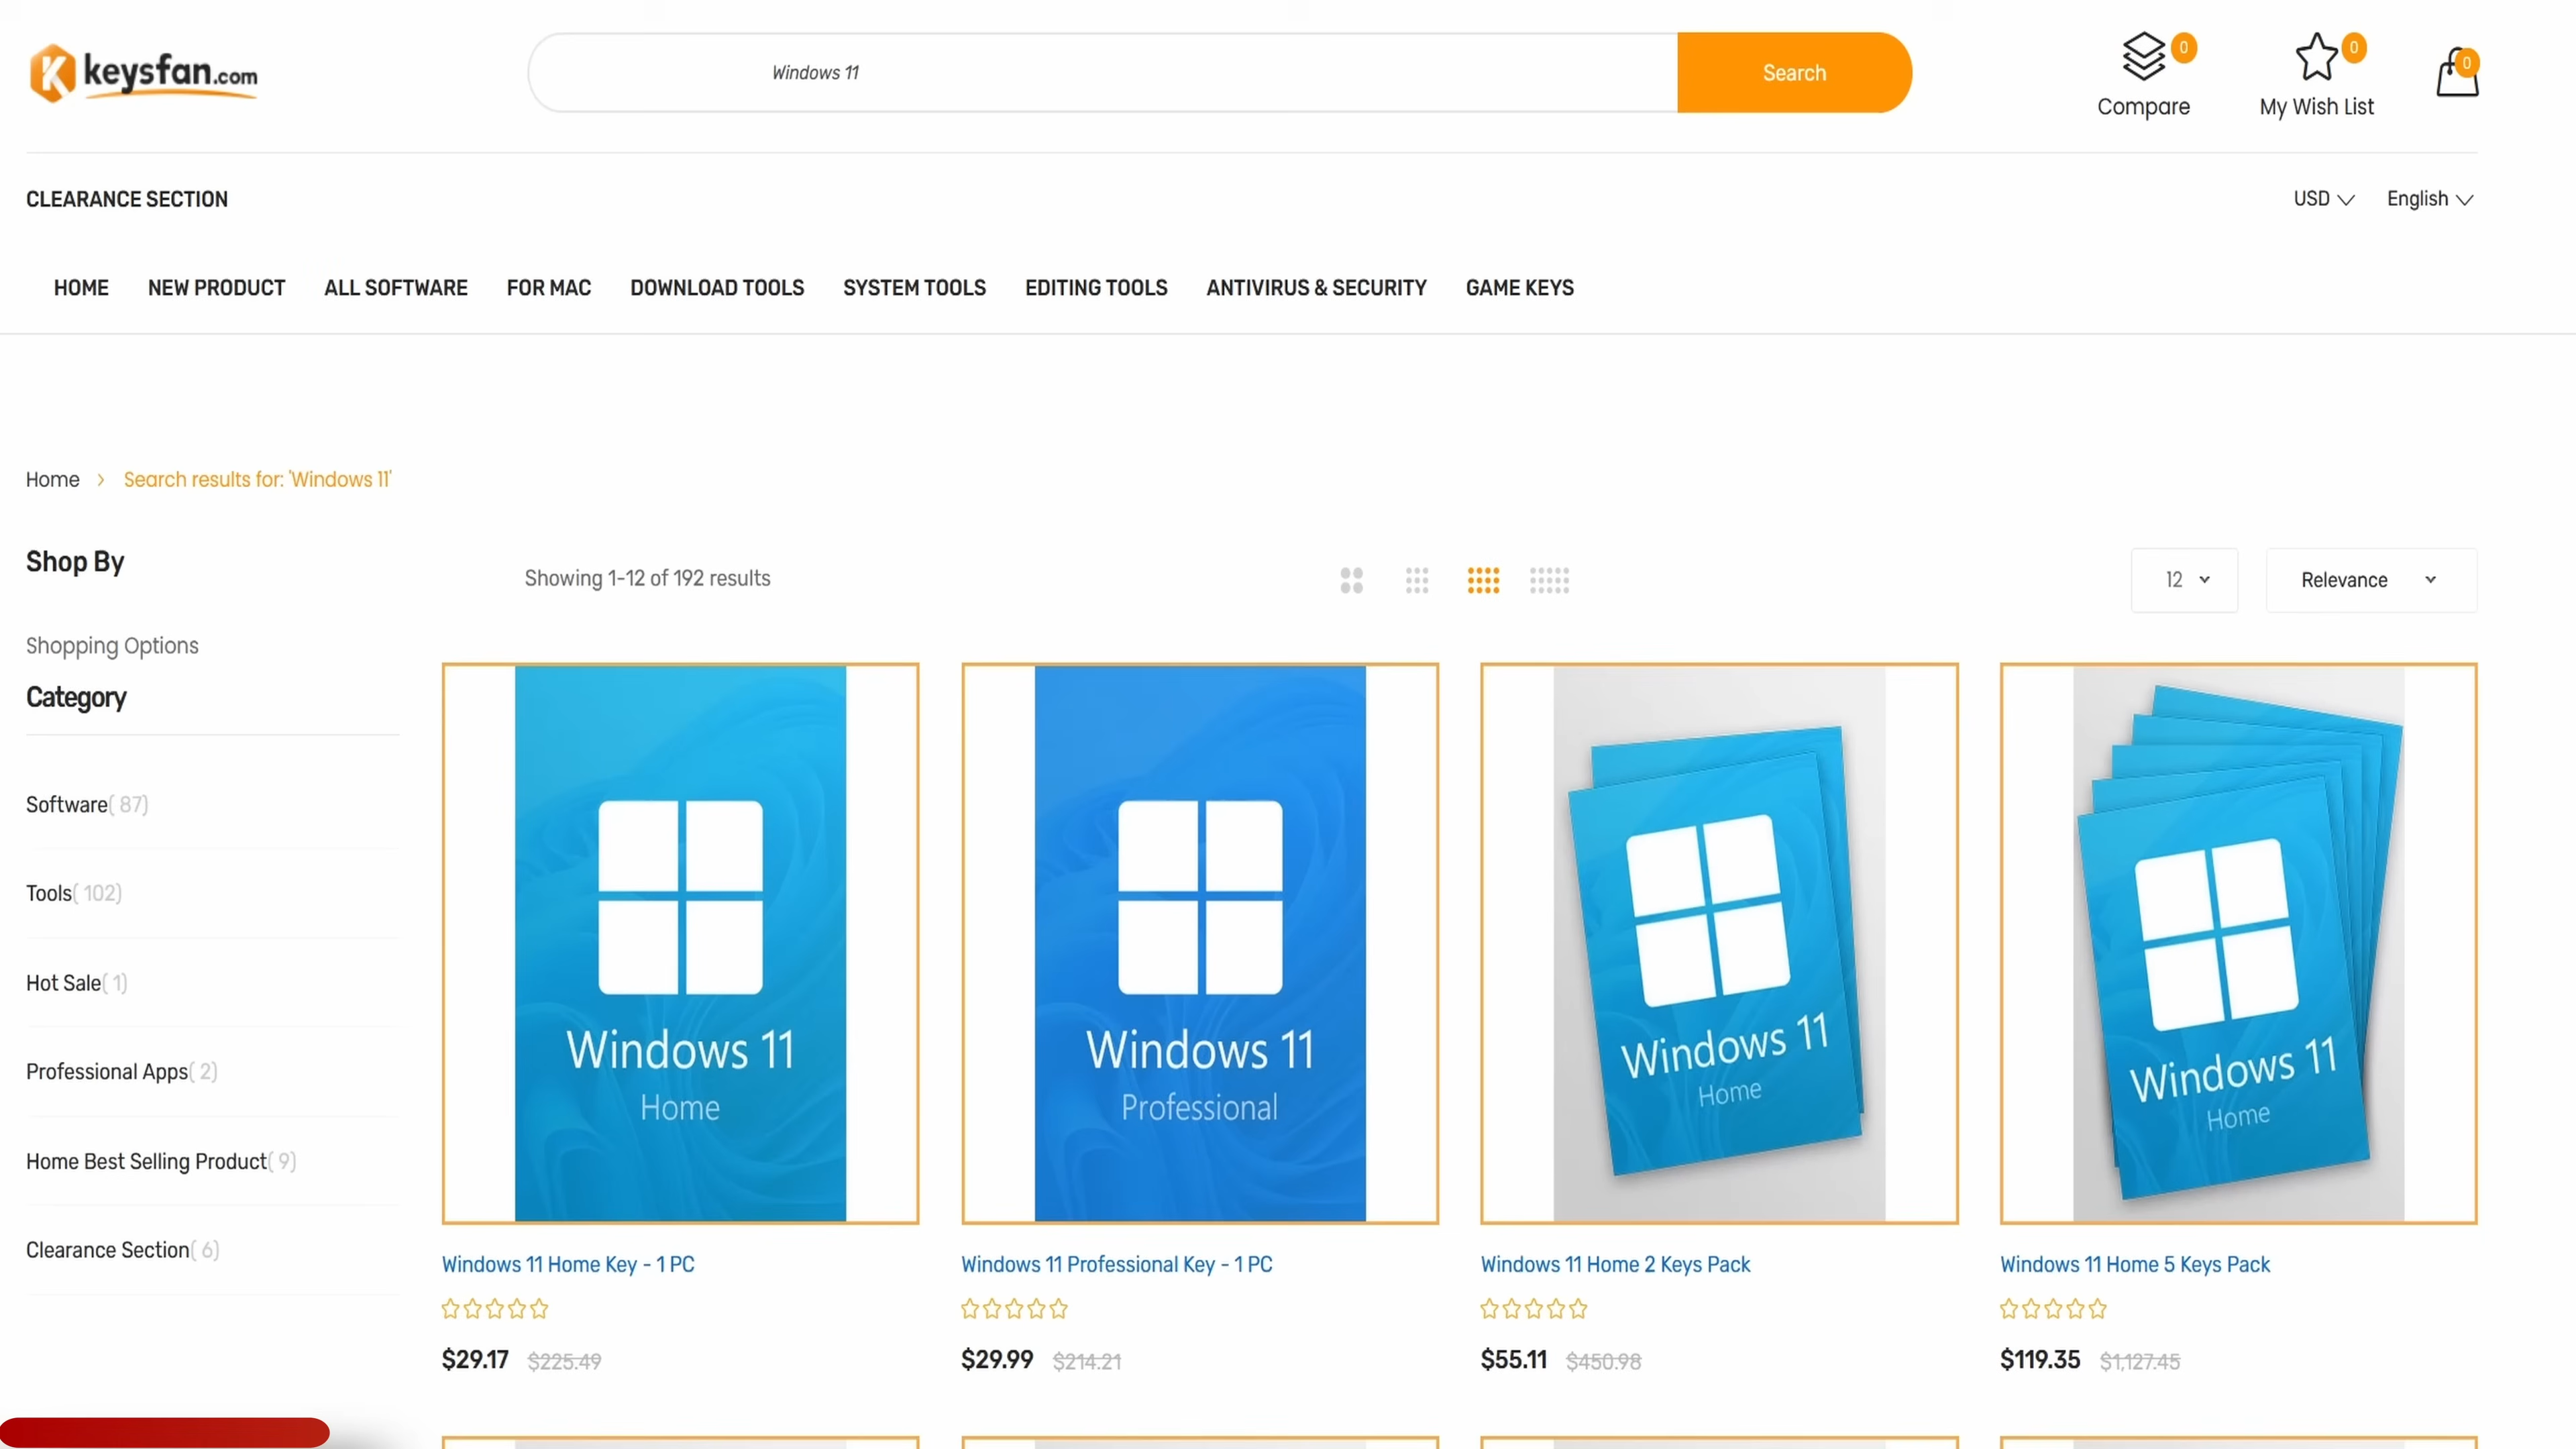 keysfan.com
Windows 11
Search
0
Compare
0
My Wish List
0
CLEARANCE SECTION
USD
English
HOME
NEW PRODUCT
ALL SOFTWARE
FOR MAC
DOWNLOAD TOOLS
SYSTEM TOOLS
EDITING TOOLS
ANTIVIRUS & SECURITY
GAME KEYS
Home > Search results for: 'Windows 11'
Shop By
Showing 1-12 of 192 results
12
Relevance
Shopping Options
Category
Software( 87)
Tools( 102)
Hot Sale( 1)
Professional Apps( 2)
Home Best Selling Product( 9)
Clearance Section( 6)
Windows 11
Home
Windows 11 Home Key - 1 PC
$29.17 $225.49
Windows 11
Professional
Windows 11 Professional Key - 1 PC
$29.99 $214.21
Windows 11
Home
Windows 11 Home 2 Keys Pack
$55.11 $450.98
Windows 11
Home
Windows 11 Home 5 Keys Pack
$119.35 $1,127.45